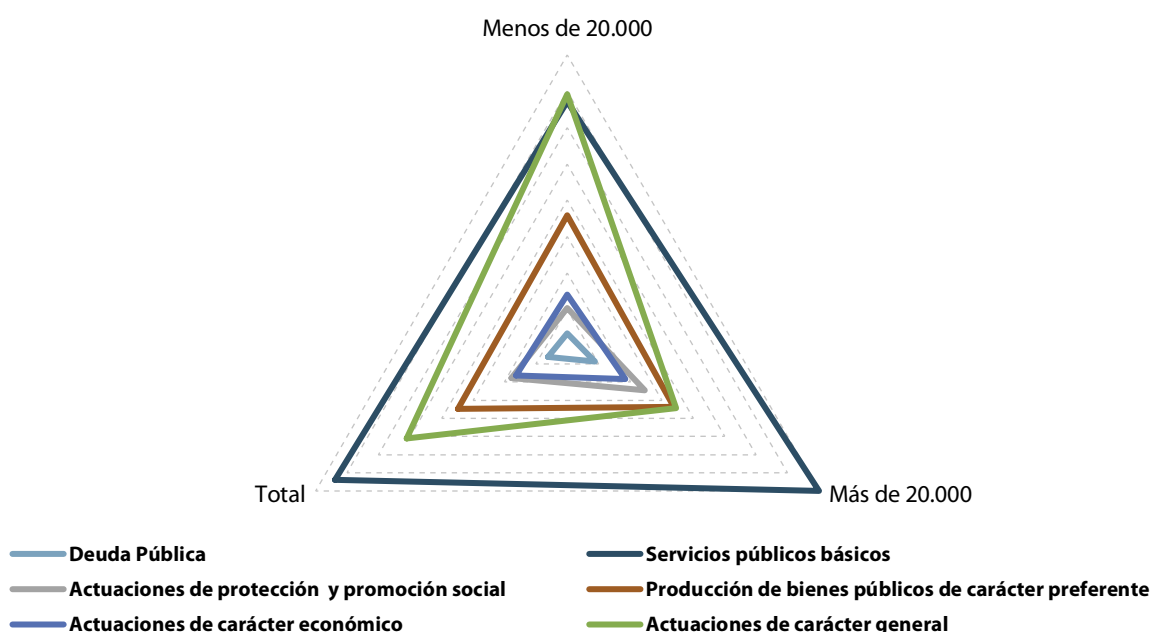 Menos de 20.000
Total
Más de 20.000
Deuda Pública
Servicios públicos básicos
Actuaciones de protección y promoción social
Producción de bienes públicos de carácter preferente
Actuaciones de carácter económico
Actuaciones de carácter general